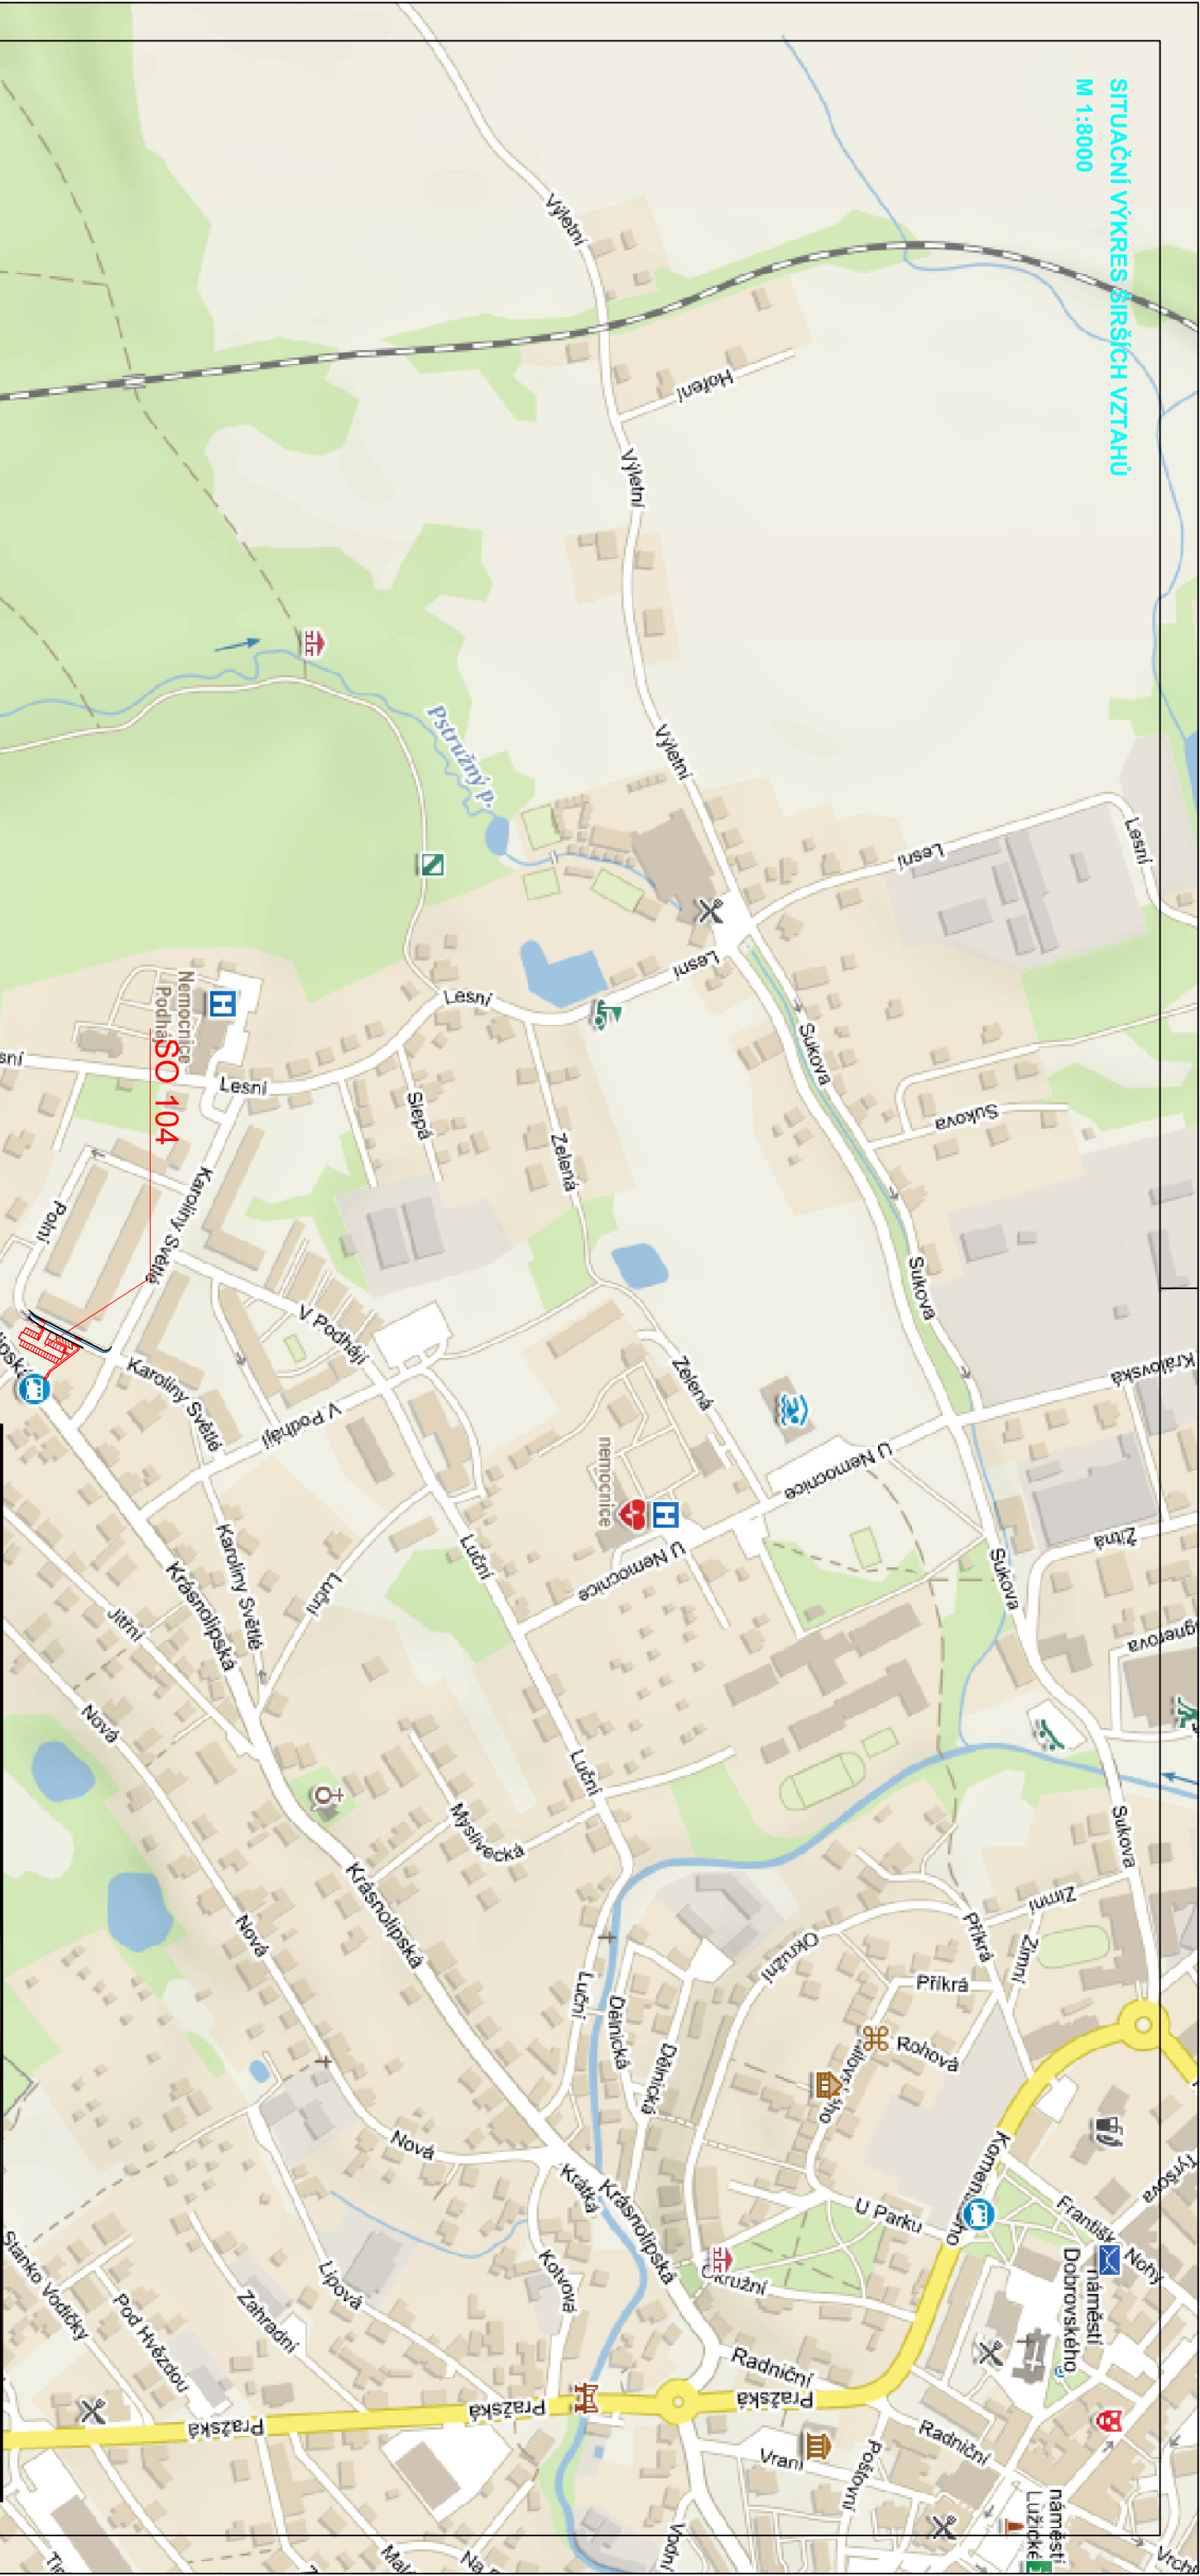 SITUAČNÍ VÝKRES ŠIRŠÍCH VZTAHŮ
M 1:8000
Výletní
Hoření
Výletní
Výletní
Pstružný p.
Lesní
Lesní
Lesní
Lesní
Lesní
Nemocnice
SO 104
Slepá
Zelená
Zelená
Sukova
Sukova
Sukova
Sukova
Sukova
Královská
Žitná
Polní
Karoliny Světlé
Karoliny Světlé
Karoliny Světlé
V Podhájí
V Podhájí
nemocnice
U Nemocnice
U Nemocnice
Luční
Luční
Luční
Luční
Krásnolipská
Krásnolipská
Krásnolipská
Jitřní
Nová
Nová
Nová
Myslivecká
Dělnická
Dělnická
Okružní
Okružní
Zimní
Zimní
Příkrá
Příkrá
Rohová
U Parku
Krátká
Kotvová
Lipová
Zahradní
Pod Hvězdou
Stanko Vodičky
Pražská
Pražská
Pražská
Radniční
Radniční
Vraní
Poštovní
Vodní
Tyršova
Františka Nohy
náměstí
Dobrovského
náměstí